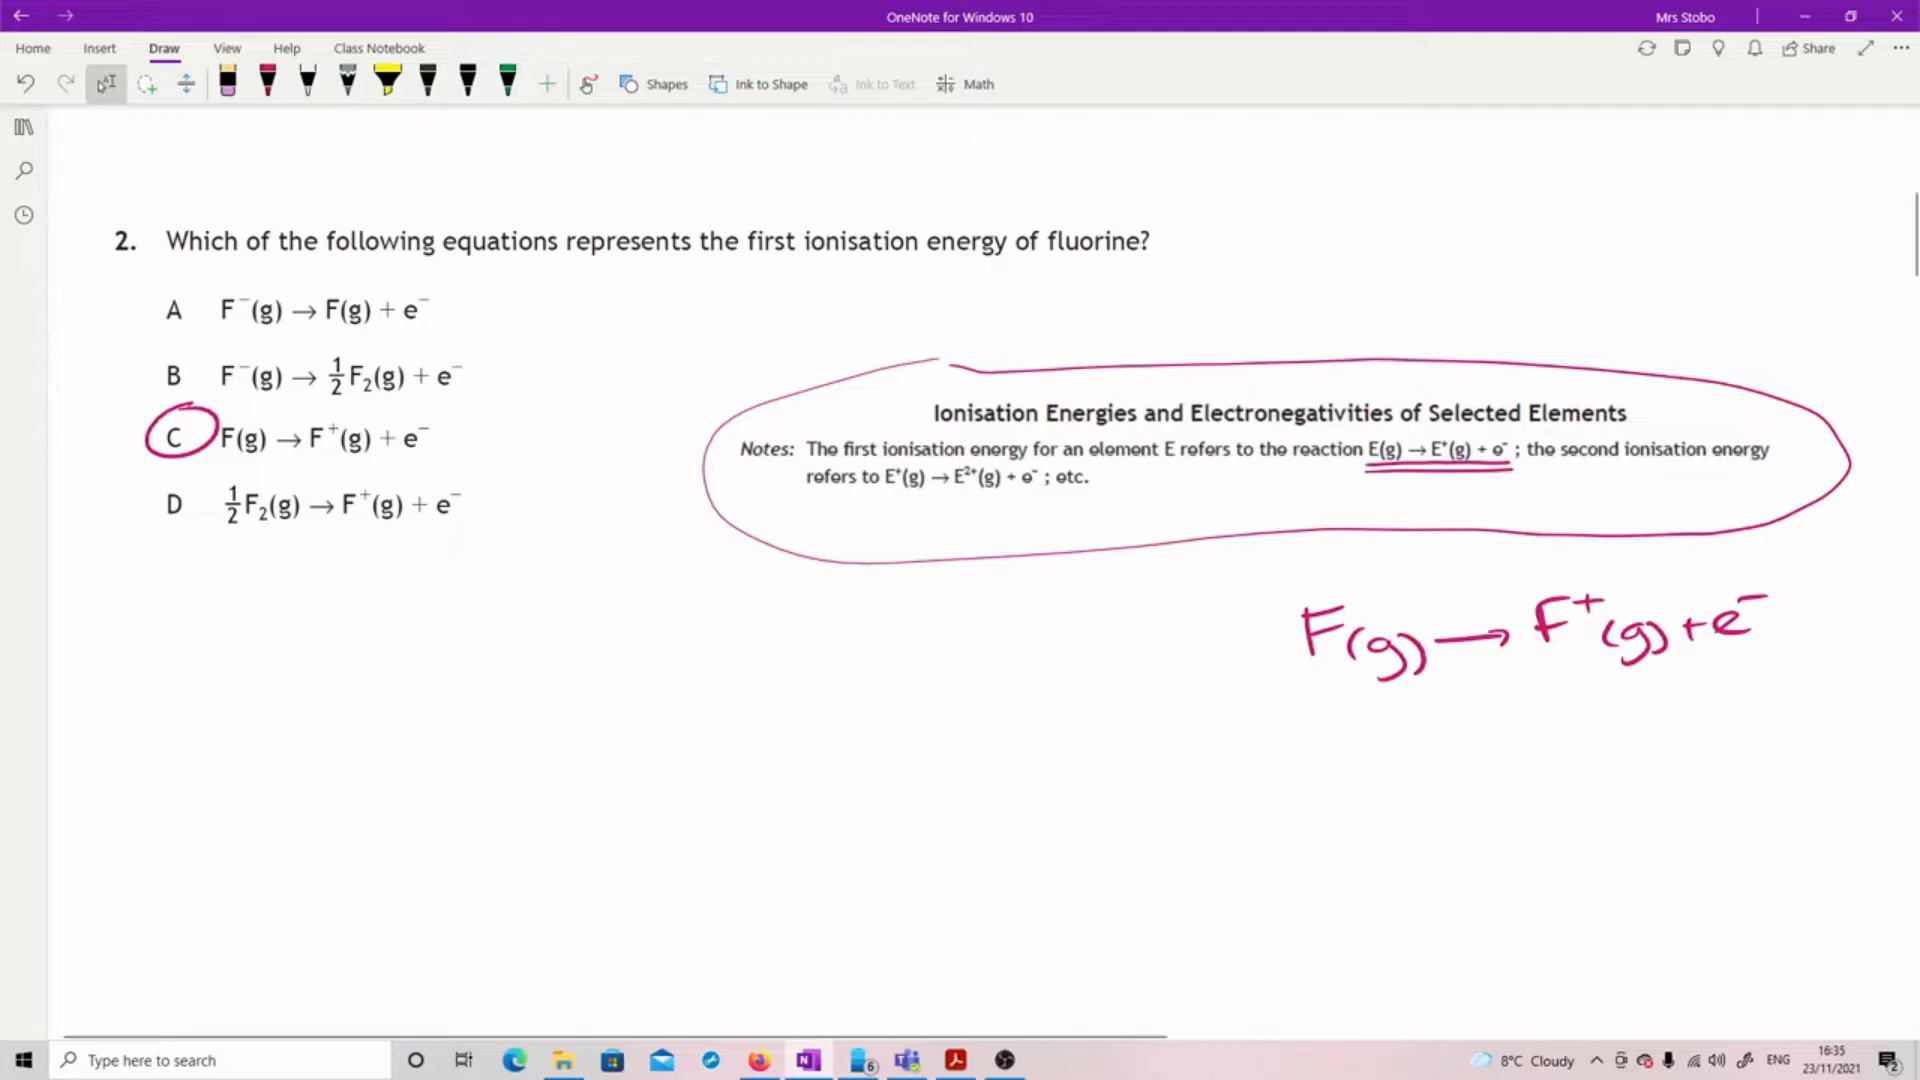 OneNote for Windows 10
Mrs Stobo
Home Insert Draw View Help Class Notebook
Share
Shapes Ink to Shape Ink to Text Math
2. Which of the following equations represents the first ionisation energy of fluorine?
A F⁻(g) → F(g) + e⁻
B F⁻(g) → ½F₂(g) + e⁻
C F(g) → F⁺(g) + e⁻
D ½F₂(g) → F⁺(g) + e⁻
Ionisation Energies and Electronegativities of Selected Elements
Notes: The first ionisation energy for an element E refers to the reaction E(g) → E⁺(g) + e⁻ ; the second ionisation energy
refers to E⁺(g) → E²⁺(g) + e⁻ ; etc.
F(g) → F⁺(g) + e⁻
Type here to search
6
8°C Cloudy
ENG
16:35
23/11/2021
2